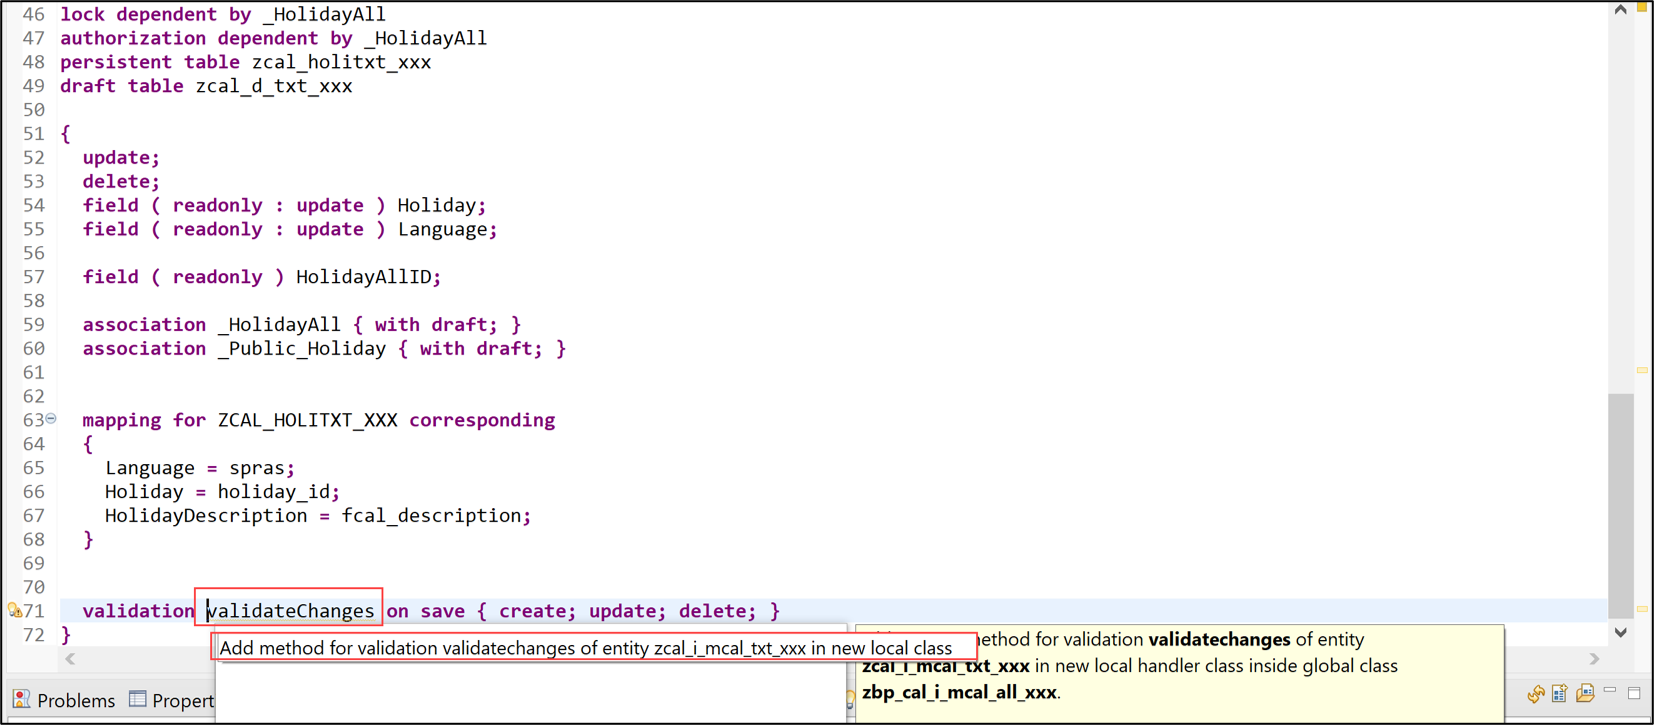 46 lock dependent by _HolidayAll
47 authorization dependent by _HolidayAll
48 persistent table zcal_holitxt_xxx
49 draft table zcal_d_txt_xxx
50
51 {
52 update;
53 delete;
54 field ( readonly : update ) Holiday;
55 field ( readonly : update ) Language;
56
57 field ( readonly ) HolidayAllID;
58
59 association _HolidayAll { with draft; }
60 association _Public_Holiday { with draft; }
61
62
63 mapping for ZCAL_HOLITXT_XXX corresponding
64 {
65 Language = spras;
66 Holiday = holiday_id;
67 HolidayDescription = fcal_description;
68 }
69
70
71 validation validateChanges on save { create; update; delete; }
72 }
Add method for validation validatechanges of entity zcal_i_mcal_txt_xxx in new local class
method for validation validatechanges of entity
zcal_i_mcal_txt_xxx in new local handler class inside global class
zbp_cal_i_mcal_all_xxx.
Problems Propert